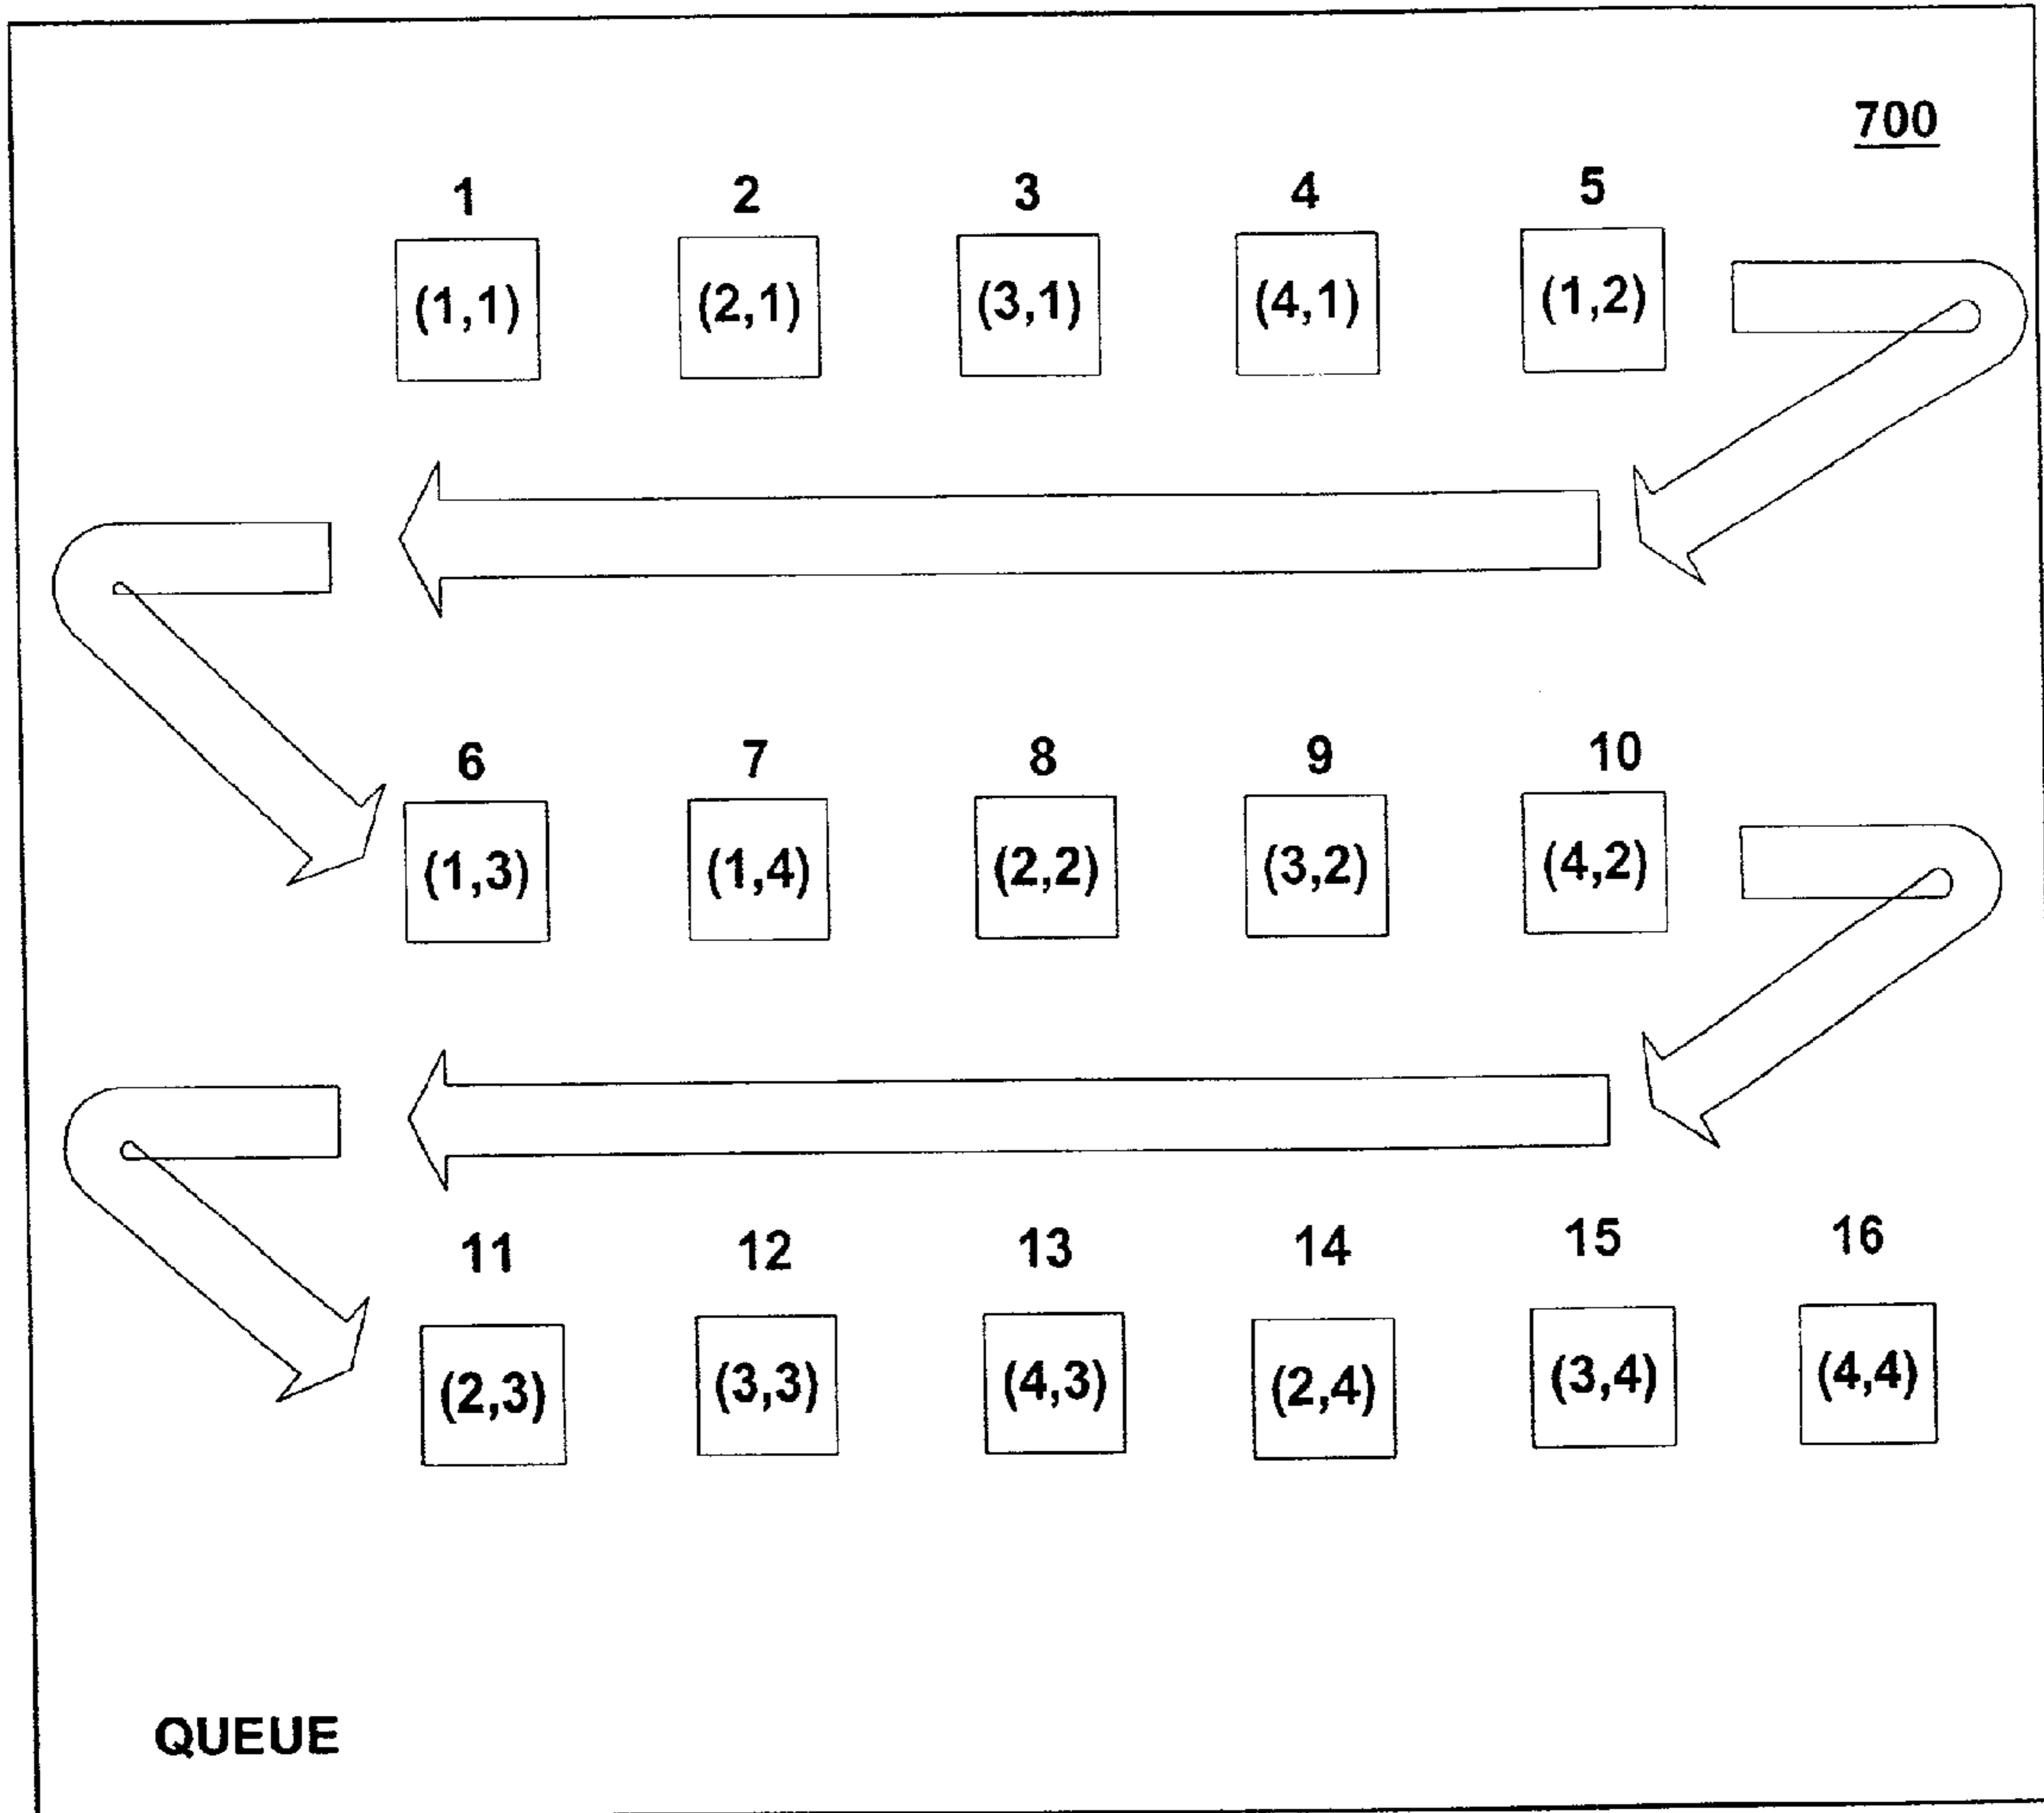 700
1 2 3 4 5
(1,1) (2,1) (3,1) (4,1) (1,2)
6 7 8 9 10
(1,3) (1,4) (2,2) (3,2) (4,2)
11 12 13 14 15 16
(2,3) (3,3) (4,3) (2,4) (3,4) (4,4)
QUEUE